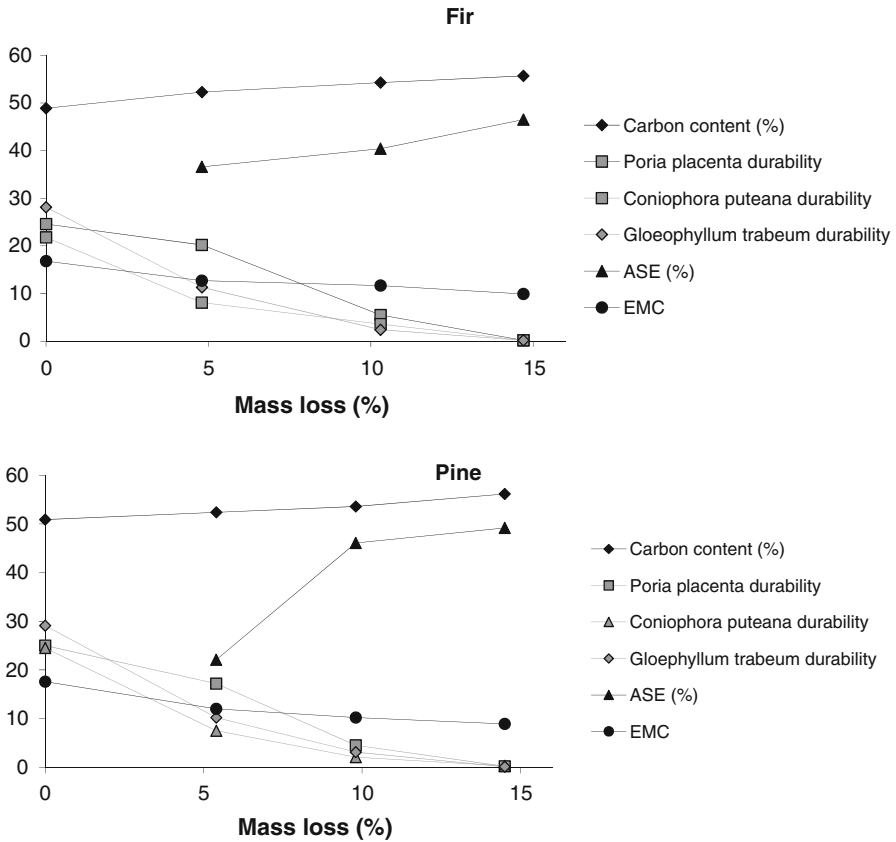 Fir
60
50
40
30
20
10
0
0 5 10 15
Mass loss (%)
Carbon content (%)
Poria placenta durability
Coniophora puteana durability
Gloeophyllum trabeum durability
ASE (%)
EMC
Pine
60
50
40
30
20
10
0
0 5 10 15
Mass loss (%)
Carbon content (%)
Poria placenta durability
Coniophora puteana durability
Gloephyllum trabeum durability
ASE (%)
EMC